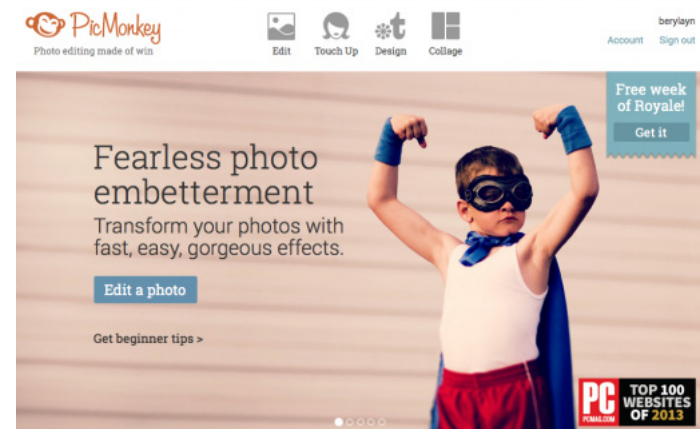 PicMonkey
Photo editing made of win
Edit
Touch Up
Design
Collage
berylayn
Account
Sign out
Free week
of Royale!
Get it
Fearless photo
embetterment
Transform your photos with
fast, easy, gorgeous effects.
Edit a photo
Get beginner tips >
PC
PCMAG.COM
TOP 100
WEBSITES
OF 2013